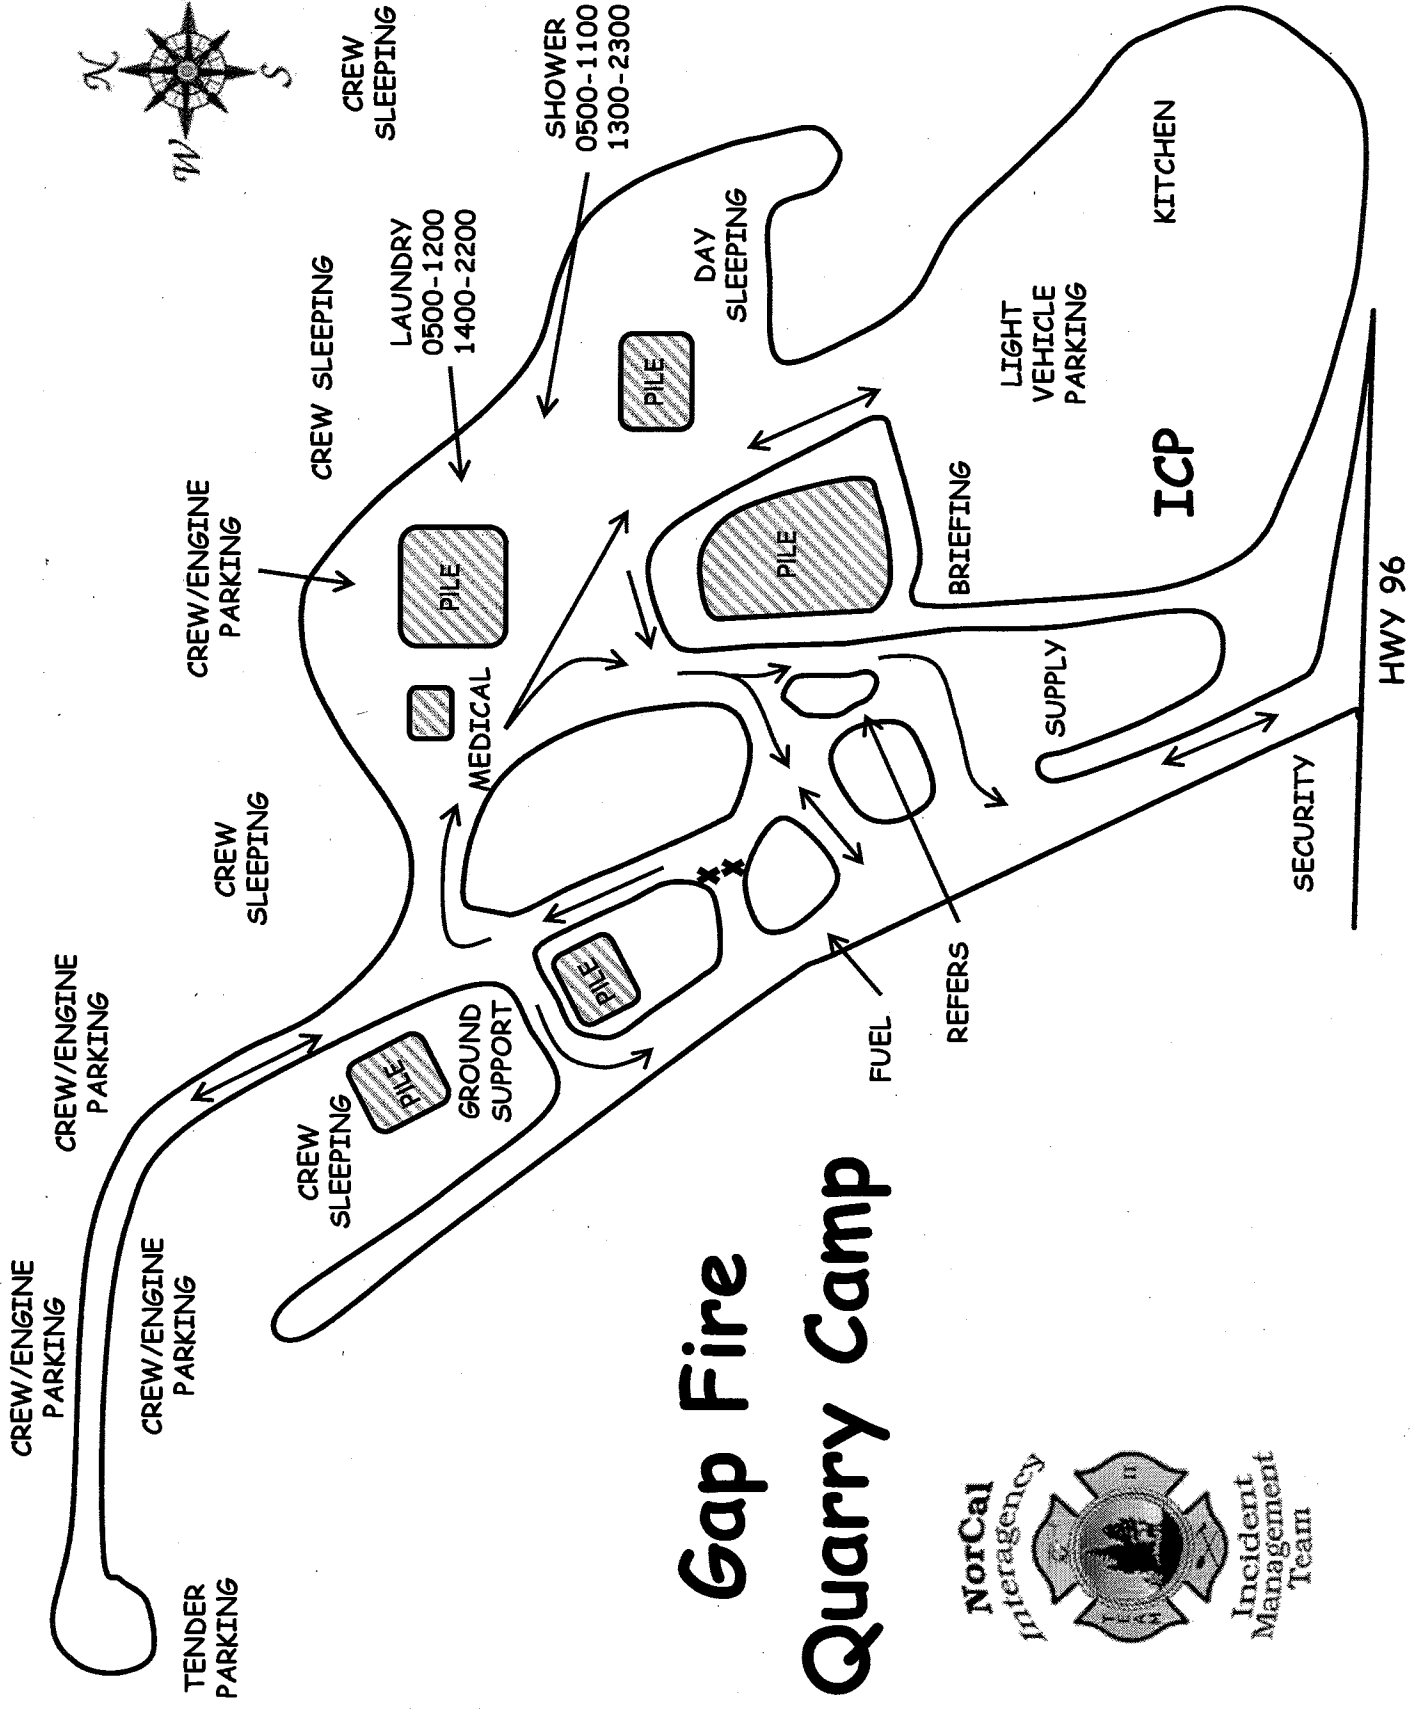 CREW/ENGINE
PARKING
CREW/ENGINE
PARKING
N
W
S
CREW/ENGINE
PARKING
TENDER
PARKING
CREW/ENGINE
PARKING
CREW
SLEEPING
CREW SLEEPING
CREW
SLEEPING
CREW
SLEEPING
LAUNDRY
0500-1200
1400-2200
SHOWER
0500-1100
1300-2300
PILE
PILE
GROUND
SUPPORT
MEDICAL
PILE
PILE
DAY
SLEEPING
PILE
Gap Fire
Quarry Camp
FUEL
REFERS
BRIEFING
SUPPLY
LIGHT
VEHICLE
PARKING
KITCHEN
ICP
SECURITY
HWY 96
NorCal
Interagency
TEAM
II
Incident
Management
Team